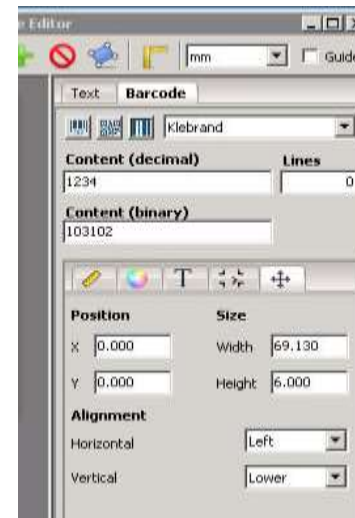 Editor
mm Guide
Text Barcode
Klebrand
Content (decimal) Lines
1234 0
Content (binary)
103102
T
Position Size
X 0.000 Width 69.130
Y 0.000 Height 6.000
Alignment
Horizontal Left
Vertical Lower